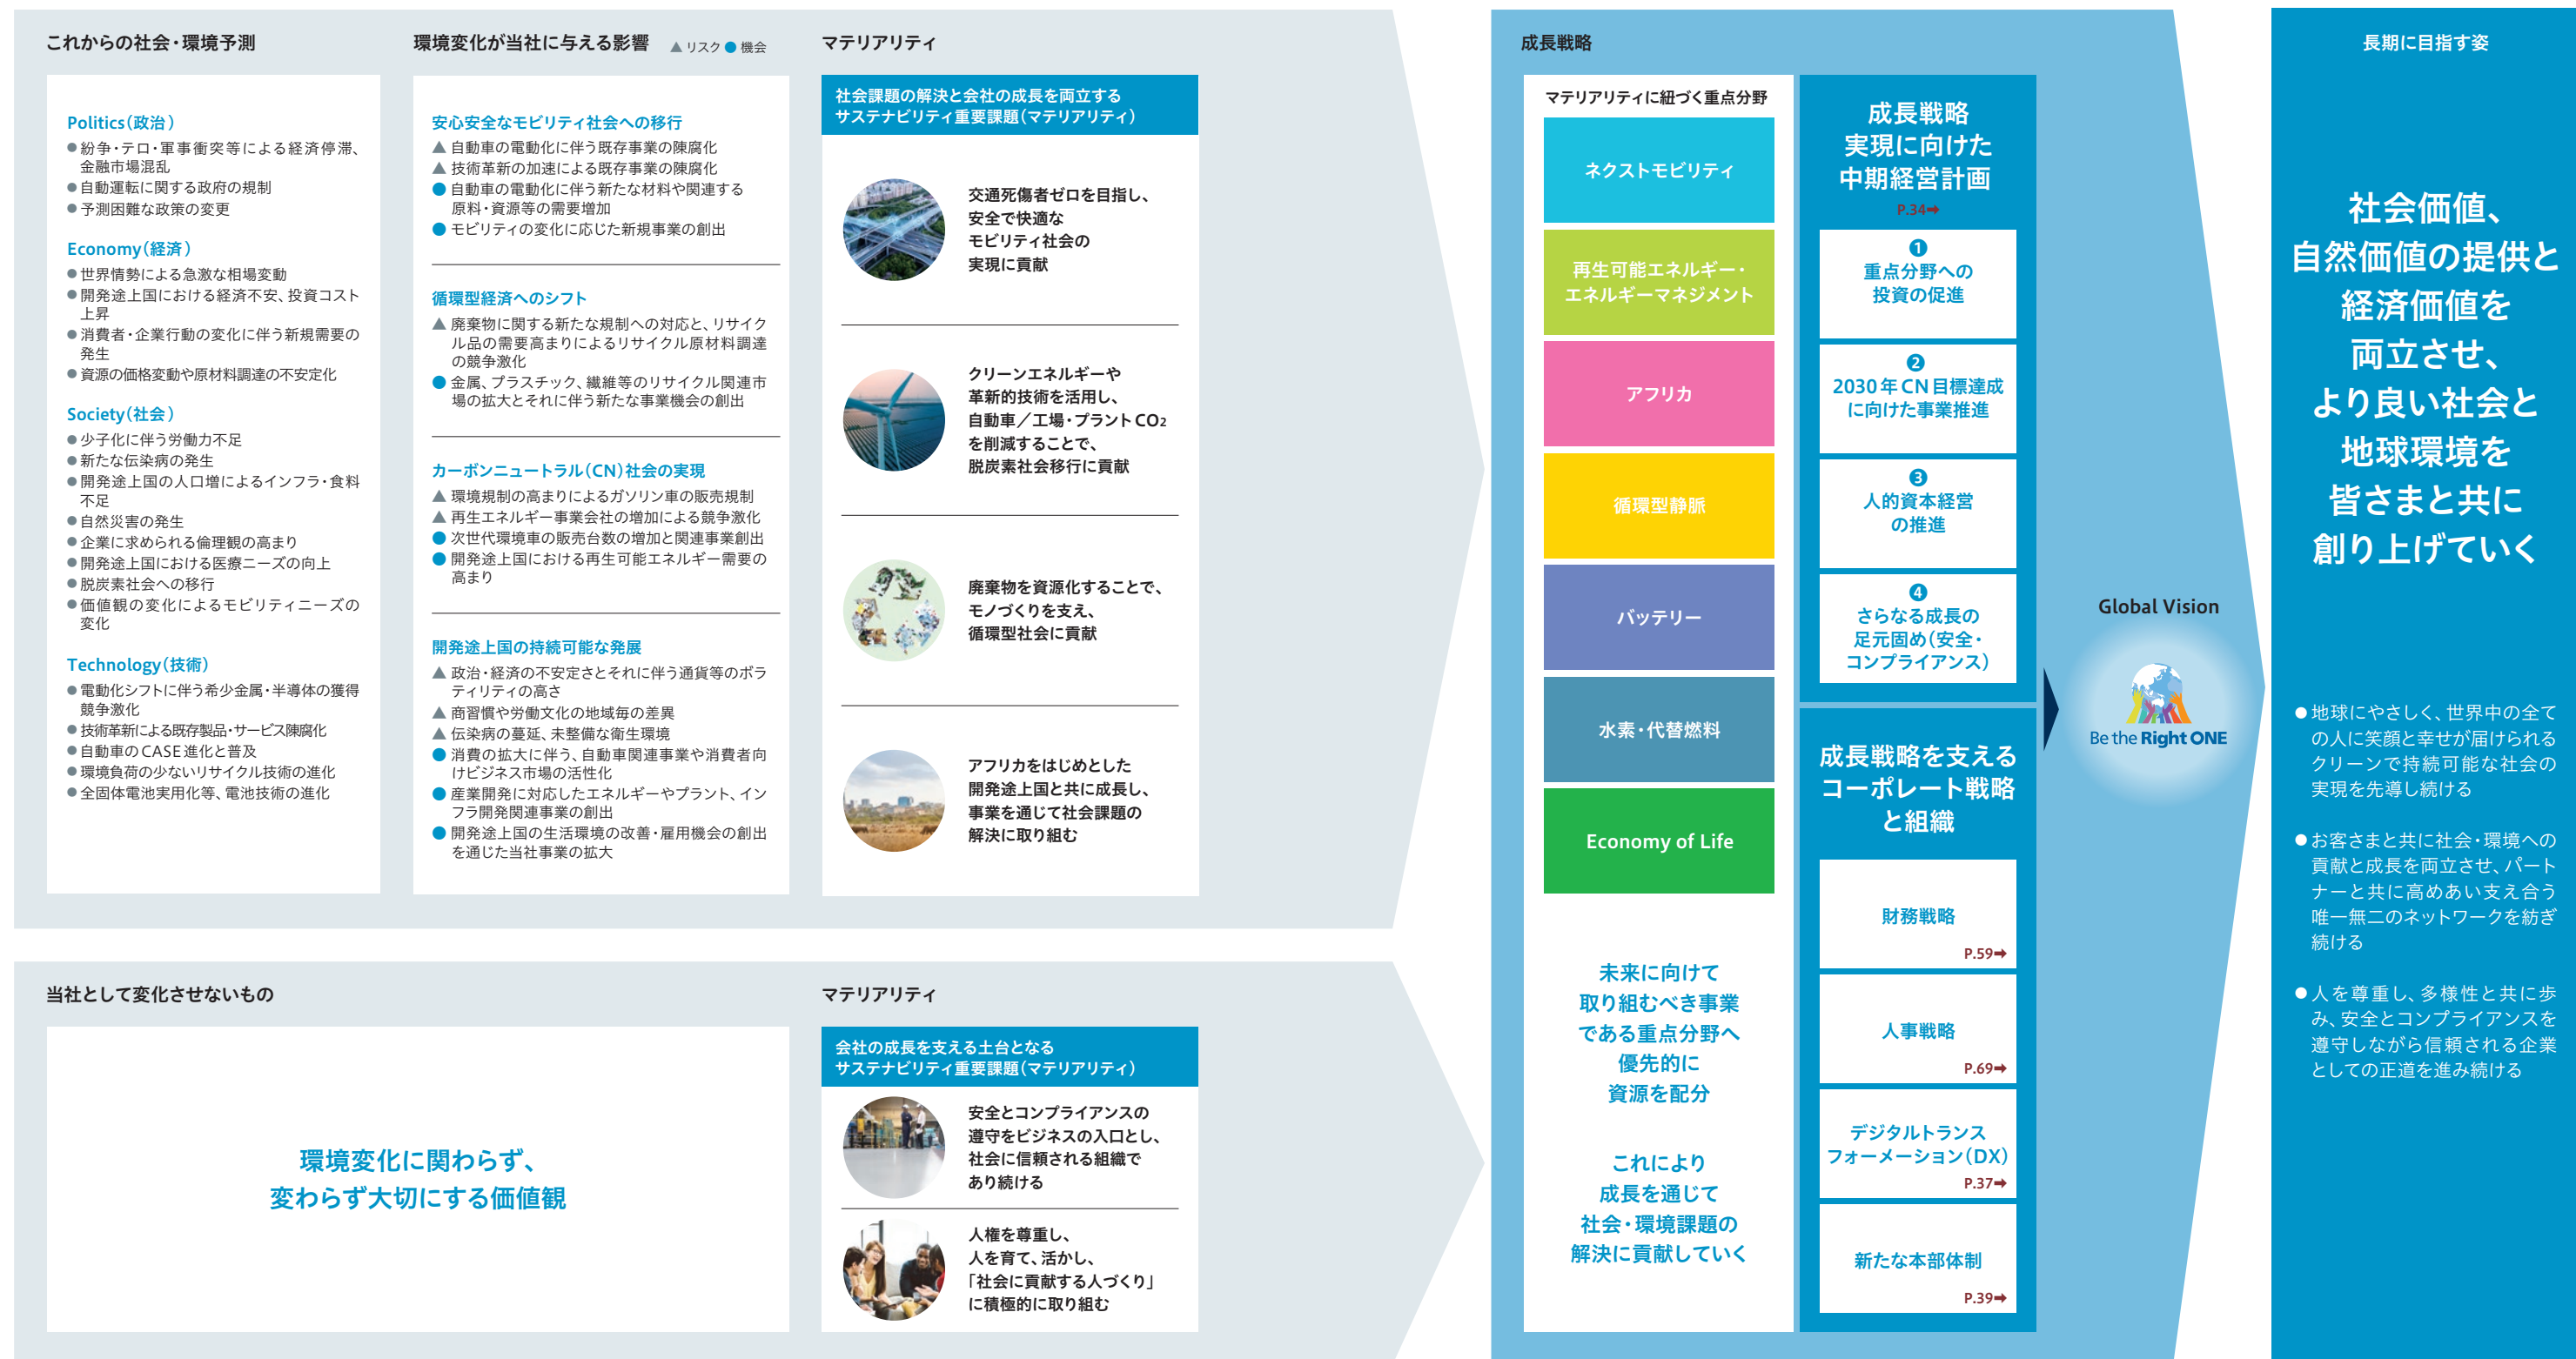 これからの社会・環境予測
Politics（政治）
●紛争・テロ・軍事衝突等による経済停滞、
金融市場混乱
●自動運転に関する政府の規制
●予測困難な政策の変更
Economy（経済）
●世界情勢による急激な相場変動
●開発途上国における経済不安、投資コスト
上昇
●消費者・企業行動の変化に伴う新規需要の
発生
●資源の価格変動や原材料調達の不安定化
Society（社会）
●少子化に伴う労働力不足
●新たな伝染病の発生
●開発途上国の人口増によるインフラ・食料
不足
●自然災害の発生
●企業に求められる倫理観の高まり
●開発途上国における医療ニーズの向上
●脱炭素社会への移行
●価値観の変化によるモビリティニーズの
変化
Technology（技術）
●電動化シフトに伴う希少金属・半導体の獲得
競争激化
●技術革新による既存製品・サービス陳腐化
●自動車のCASE進化と普及
●環境負荷の少ないリサイクル技術の進化
●全固体電池実用化等、電池技術の進化
環境変化が当社に与える影響 ▲リスク ●機会
安心安全なモビリティ社会への移行
▲自動車の電動化に伴う既存事業の陳腐化
▲技術革新の加速による既存事業の陳腐化
●自動車の電動化に伴う新たな材料や関連する
原料・資源等の需要増加
●モビリティの変化に応じた新規事業の創出
循環型経済へのシフト
▲廃棄物に関する新たな規制への対応と、リサイク
ル品の需要高まりによるリサイクル原材料調達
の競争激化
●金属、プラスチック、繊維等のリサイクル関連市
場の拡大とそれに伴う新たな事業機会の創出
カーボンニュートラル（CN）社会の実現
▲環境規制の高まりによるガソリン車の販売規制
▲再生エネルギー事業会社の増加による競争激化
●次世代環境車の販売台数の増加と関連事業創出
●開発途上国における再生可能エネルギー需要の
高まり
開発途上国の持続可能な発展
▲政治・経済の不安定さとそれに伴う通貨等のボラ
ティリティの高さ
▲商習慣や労働文化の地域毎の差異
▲伝染病の蔓延、未整備な衛生環境
●消費の拡大に伴う、自動車関連事業や消費者向
けビジネス市場の活性化
●産業開発に対応したエネルギーやプラント、イン
フラ開発関連事業の創出
●開発途上国の生活環境の改善・雇用機会の創出
を通じた当社事業の拡大
マテリアリティ
社会課題の解決と会社の成長を両立する
サステナビリティ重要課題（マテリアリティ）
交通死傷者ゼロを目指し、
安全で快適な
モビリティ社会の
実現に貢献
クリーンエネルギーや
革新的技術を活用し、
自動車／工場・プラントCO2
を削減することで、
脱炭素社会移行に貢献
廃棄物を資源化することで、
モノづくりを支え、
循環型社会に貢献
アフリカをはじめとした
開発途上国と共に成長し、
事業を通じて社会課題の
解決に取り組む
当社として変化させないもの
環境変化に関わらず、
変わらず大切にする価値観
マテリアリティ
会社の成長を支える土台となる
サステナビリティ重要課題（マテリアリティ）
安全とコンプライアンスの
遵守をビジネスの入口とし、
社会に信頼される組織で
あり続ける
人権を尊重し、
人を育て、活かし、
「社会に貢献する人づくり」
に積極的に取り組む
成長戦略
マテリアリティに紐づく重点分野
ネクストモビリティ
再生可能エネルギー・
エネルギーマネジメント
アフリカ
循環型静脈
バッテリー
水素・代替燃料
Economy of Life
未来に向けて
取り組むべき事業
である重点分野へ
優先的に
資源を配分
これにより
成長を通じて
社会・環境課題の
解決に貢献していく
成長戦略
実現に向けた
中期経営計画
P.34➡
❶
重点分野への
投資の促進
❷
2030年CN目標達成
に向けた事業推進
❸
人的資本経営
の推進
❹
さらなる成長の
足元固め（安全・
コンプライアンス）
成長戦略を支える
コーポレート戦略
と組織
財務戦略
P.59➡
人事戦略
P.69➡
デジタルトランス
フォーメーション（DX）
P.37➡
新たな本部体制
P.39➡
Global Vision
Be the Right ONE
長期に目指す姿
社会価値、
自然価値の提供と
経済価値を
両立させ、
より良い社会と
地球環境を
皆さまと共に
創り上げていく
●地球にやさしく、世界中の全て
の人に笑顔と幸せが届けられる
クリーンで持続可能な社会の
実現を先導し続ける
●お客さまと共に社会・環境への
貢献と成長を両立させ、パート
ナーと共に高めあい支え合う
唯一無二のネットワークを紡ぎ
続ける
●人を尊重し、多様性と共に歩
み、安全とコンプライアンスを
遵守しながら信頼される企業
としての正道を進み続ける